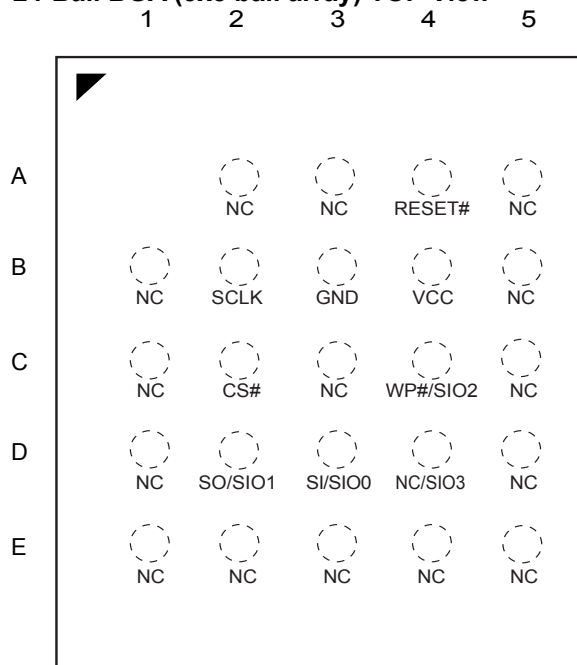 1 2 3 4 5
A
NC NC RESET# NC
B
NC SCLK GND VCC NC
C
NC CS# NC WP#/SIO2 NC
D
NC SO/SIO1 SI/SIO0 NC/SIO3 NC
E
NC NC NC NC NC